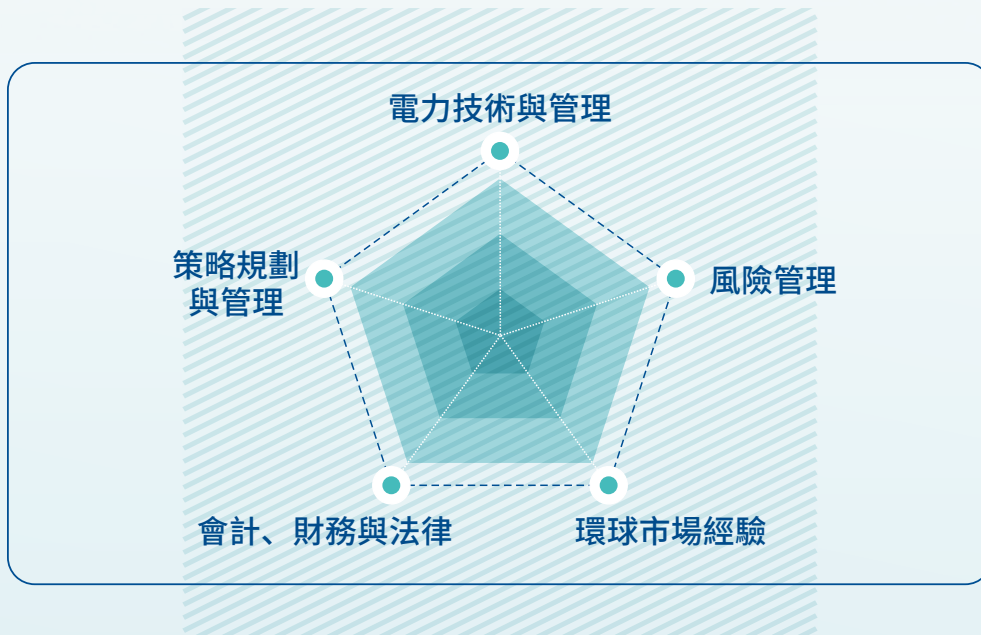 電力技術與管理
策略規劃
與管理
風險管理
會計、財務與法律
環球市場經驗